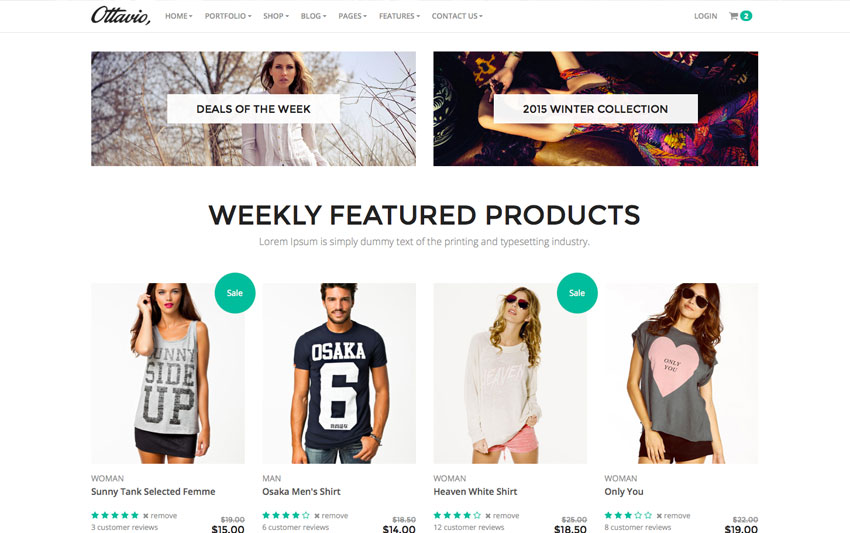 Ottavio,
HOME PORTFOLIO SHOP BLOG PAGES FEATURES CONTACT US LOGIN 2
DEALS OF THE WEEK
2015 WINTER COLLECTION
WEEKLY FEATURED PRODUCTS
Lorem Ipsum is simply dummy text of the printing and typesetting industry.
Sale
Sale
SUNNY
SIDE
UP
OSAKA
6
HEAVEN
ONLY
YOU
WOMAN
Sunny Tank Selected Femme
remove $19.00
3 customer reviews $15.00
MAN
Osaka Men's Shirt
remove $18.50
6 customer reviews $14.00
WOMAN
Heaven White Shirt
remove $25.00
12 customer reviews $18.50
WOMAN
Only You
remove $22.00
8 customer reviews $19.00